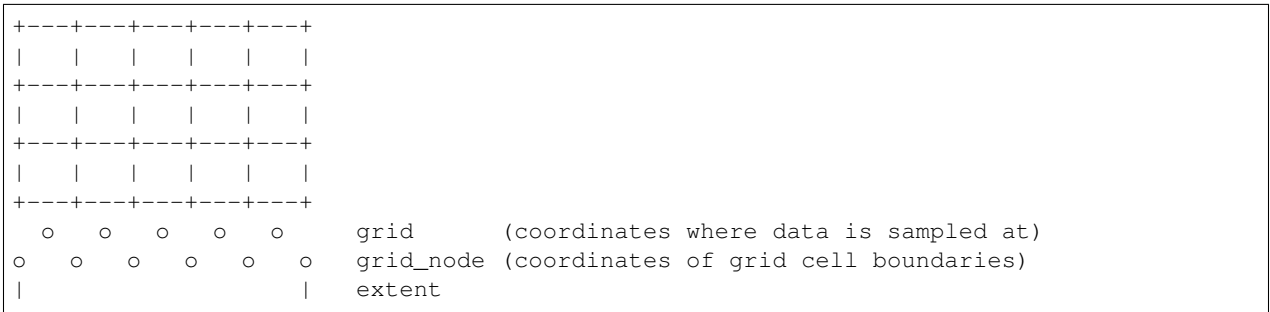 +---+---+---+---+---+
|   |   |   |   |   |
+---+---+---+---+---+
|   |   |   |   |   |
+---+---+---+---+---+
|   |   |   |   |   |
+---+---+---+---+---+
  o   o   o   o   o     grid      (coordinates where data is sampled at)
o   o   o   o   o   o   grid_node (coordinates of grid cell boundaries)
|                   |   extent